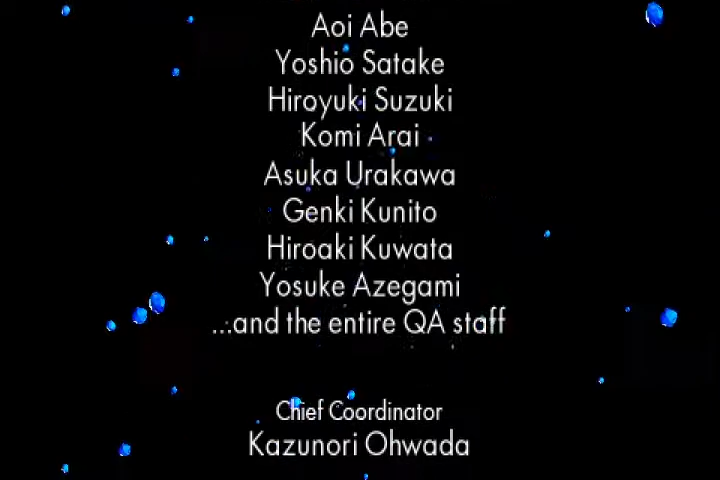 Aoi Abe
Yoshio Satake
Hiroyuki Suzuki
Komi Arai
Asuka Urakawa
Genki Kunito
Hiroaki Kuwata
Yosuke Azegami
...and the entire QA staff
Chief Coordinator
Kazunori Ohwada